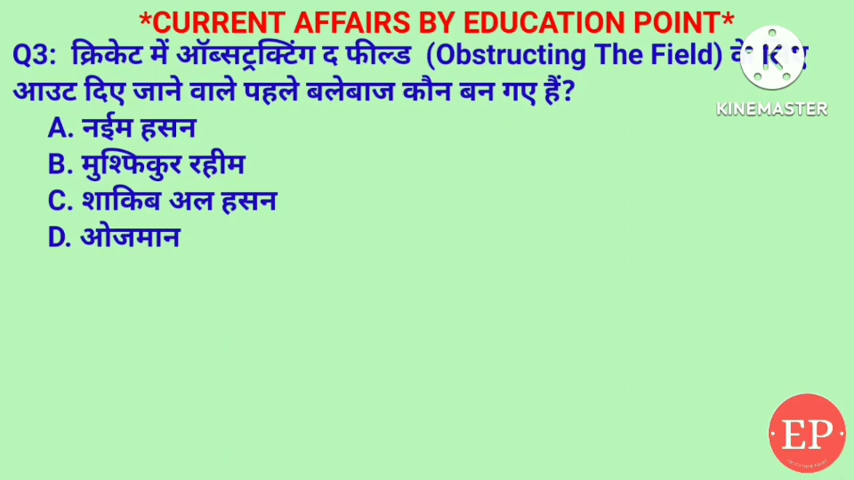 *CURRENT AFFAIRS BY EDUCATION POINT*
Q3: क्रिकेट में ऑब्सट्रक्टिंग द फील्ड (Obstructing The Field)
आउट दिए जाने वाले पहले बलेबाज कौन बन गए हैं?
A. नईम हसन
B. मुश्फिकुर रहीम
C. शाकिब अल हसन
D. ओजमान
KINEMASTER
EP